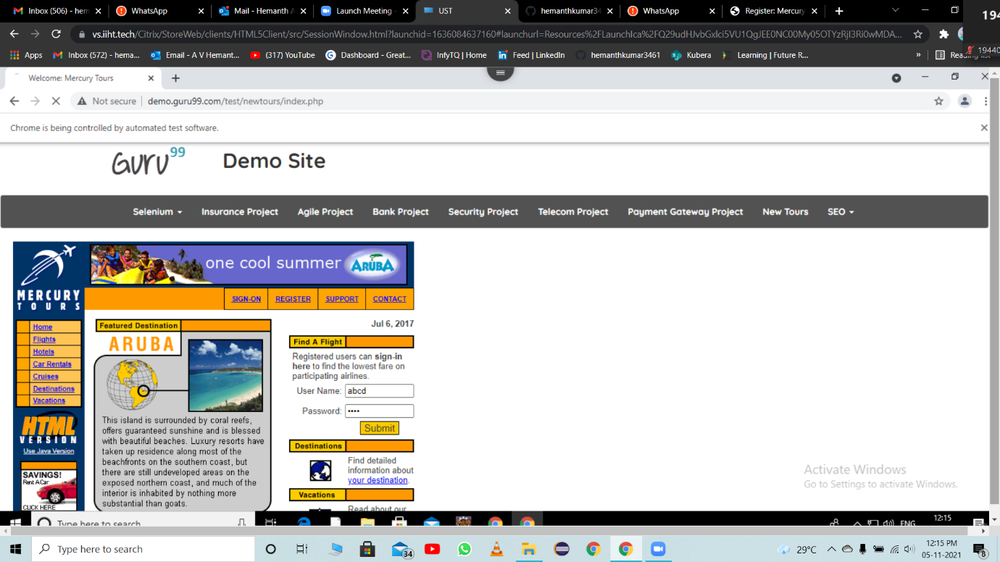 Inbox (506) - hem
WhatsApp
Mail - Hemanth A
Launch Meeting -
UST
hemanthkumar34
WhatsApp
Register: Mercury
194
vs.iiht.tech/Citrix/StoreWeb/clients/HTML5Client/src/SessionWindow.html?launchid=1636084637160#launchurl=Resources%2FLaunchIca%2FQ29udHJvbGxlci5VU1QgJEE0NC00My05OTYzRjI3Ri0wMDA...
Apps
Inbox (572) - hema...
Email - A V Hemant...
(317) YouTube
Dashboard - Great...
InfyTQ | Home
Feed | LinkedIn
hemanthkumar3461
Kubera
Learning | Future R...
»
19440
Welcome: Mercury Tours
Not secure
demo.guru99.com/test/newtours/index.php
Chrome is being controlled by automated test software.
Guru99
Demo Site
Selenium
Insurance Project
Agile Project
Bank Project
Security Project
Telecom Project
Payment Gateway Project
New Tours
SEO
one cool summer
ARUBA
MERCURY
TOURS
SIGN-ON
REGISTER
SUPPORT
CONTACT
Home
Flights
Hotels
Car Rentals
Cruises
Destinations
Vacations
HTML
VERSION
Use Java Version
SAVINGS!
Rent A Car
CLICK HERE
Featured Destination
ARUBA
This island is surrounded by coral reefs,
offers guaranteed sunshine and is blessed
with beautiful beaches. Luxury resorts have
taken up residence along most of the
beachfronts on the southern coast, but
there are still undeveloped areas on the
exposed northern coast, and much of the
interior is inhabited by nothing more
substantial than goats.
Jul 6, 2017
Find A Flight
Registered users can sign-in
here to find the lowest fare on
participating airlines.
User Name: abcd
Password: ••••
Submit
Destinations
Find detailed
information about
your destination.
Vacations
Read about our
Activate Windows
Go to Settings to activate Windows.
Type here to search
ENG
12:15
Type here to search
34
29°C
12:15 PM
05-11-2021
8